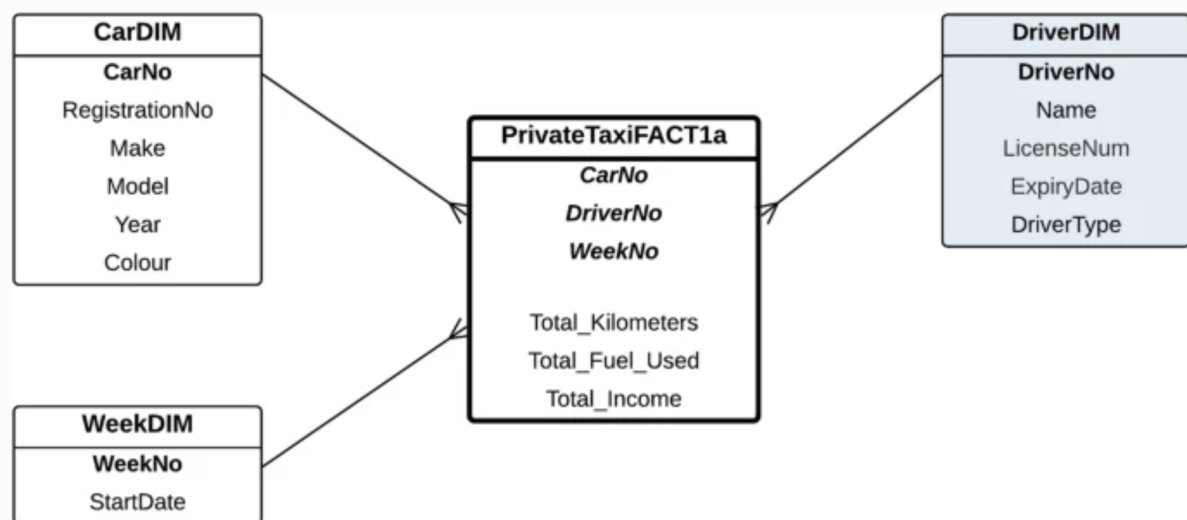 CarDIM
CarNo
RegistrationNo
Make
Model
Year
Colour
WeekDIM
WeekNo
StartDate
PrivateTaxiFACT1a
CarNo
DriverNo
WeekNo
Total_Kilometers
Total_Fuel_Used
Total_Income
DriverDIM
DriverNo
Name
LicenseNum
ExpiryDate
DriverType